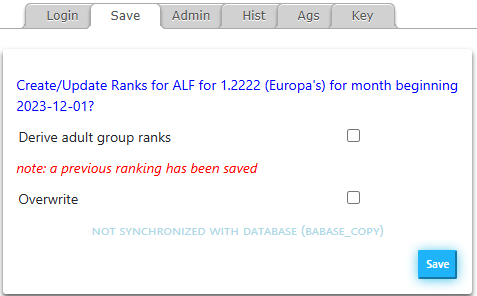 Login Save Admin Hist Ags Key
Create/Update Ranks for ALF for 1.2222 (Europa's) for month beginning
2023-12-01?
Derive adult group ranks
note: a previous ranking has been saved
Overwrite
NOT SYNCHRONIZED WITH DATABASE (BABASE_COPY)
Save